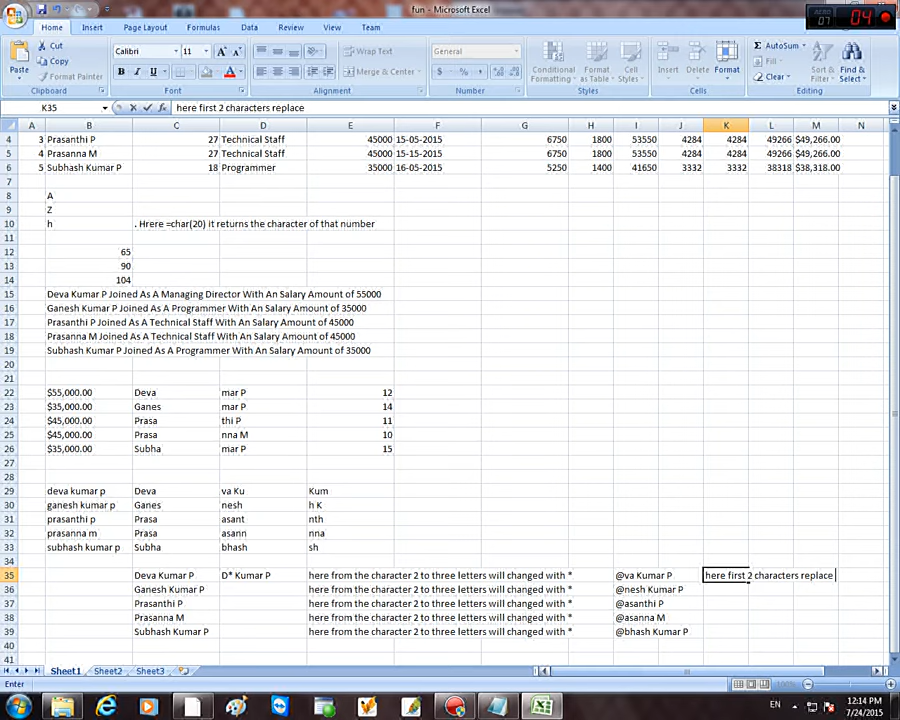 fun - Microsoft Excel
AERO
07
04
Home Insert Page Layout Formulas Data Review View Team
Cut
Copy
Format Painter
Paste
Clipboard
Calibri 11
B I U
Font
Wrap Text
Merge & Center
Alignment
General
$ % ,
Number
Conditional Formatting
Format as Table
Cell Styles
Styles
Insert Delete Format
Cells
AutoSum
Fill
Clear
Sort & Filter
Find & Select
Editing
K35 fx here first 2 characters replace
A B C D E F G H I J K L M N
4 3 Prasanthi P 27 Technical Staff 45000 15-05-2015 6750 1800 53550 4284 4284 49266 $49,266.00
5 4 Prasanna M 27 Technical Staff 45000 15-15-2015 6750 1800 53550 4284 4284 49266 $49,266.00
6 5 Subhash Kumar P 18 Programmer 35000 16-05-2015 5250 1400 41650 3332 3332 38318 $38,318.00
7
8 A
9 Z
10 h . Hrere =char(20) it returns the character of that number
11
12 65
13 90
14 104
15 Deva Kumar P Joined As A Managing Director With An Salary Amount of 55000
16 Ganesh Kumar P Joined As A Programmer With An Salary Amount of 35000
17 Prasanthi P Joined As A Technical Staff With An Salary Amount of 45000
18 Prasanna M Joined As A Technical Staff With An Salary Amount of 45000
19 Subhash Kumar P Joined As A Programmer With An Salary Amount of 35000
20
21
22 $55,000.00 Deva mar P 12
23 $35,000.00 Ganes mar P 14
24 $45,000.00 Prasa thi P 11
25 $45,000.00 Prasa nna M 10
26 $35,000.00 Subha mar P 15
27
28
29 deva kumar p Deva va Ku Kum
30 ganesh kumar p Ganes nesh h K
31 prasanthi p Prasa asant nth
32 prasanna m Prasa asann nna
33 subhash kumar p Subha bhash sh
34
35 Deva Kumar P D* Kumar P here from the character 2 to three letters will changed with * @va Kumar P here first 2 characters replace
36 Ganesh Kumar P here from the character 2 to three letters will changed with * @nesh Kumar P
37 Prasanthi P here from the character 2 to three letters will changed with * @asanthi P
38 Prasanna M here from the character 2 to three letters will changed with * @asanna M
39 Subhash Kumar P here from the character 2 to three letters will changed with * @bhash Kumar P
40
41
Sheet1 Sheet2 Sheet3
Enter 100%
EN 12:14 PM
7/24/2015